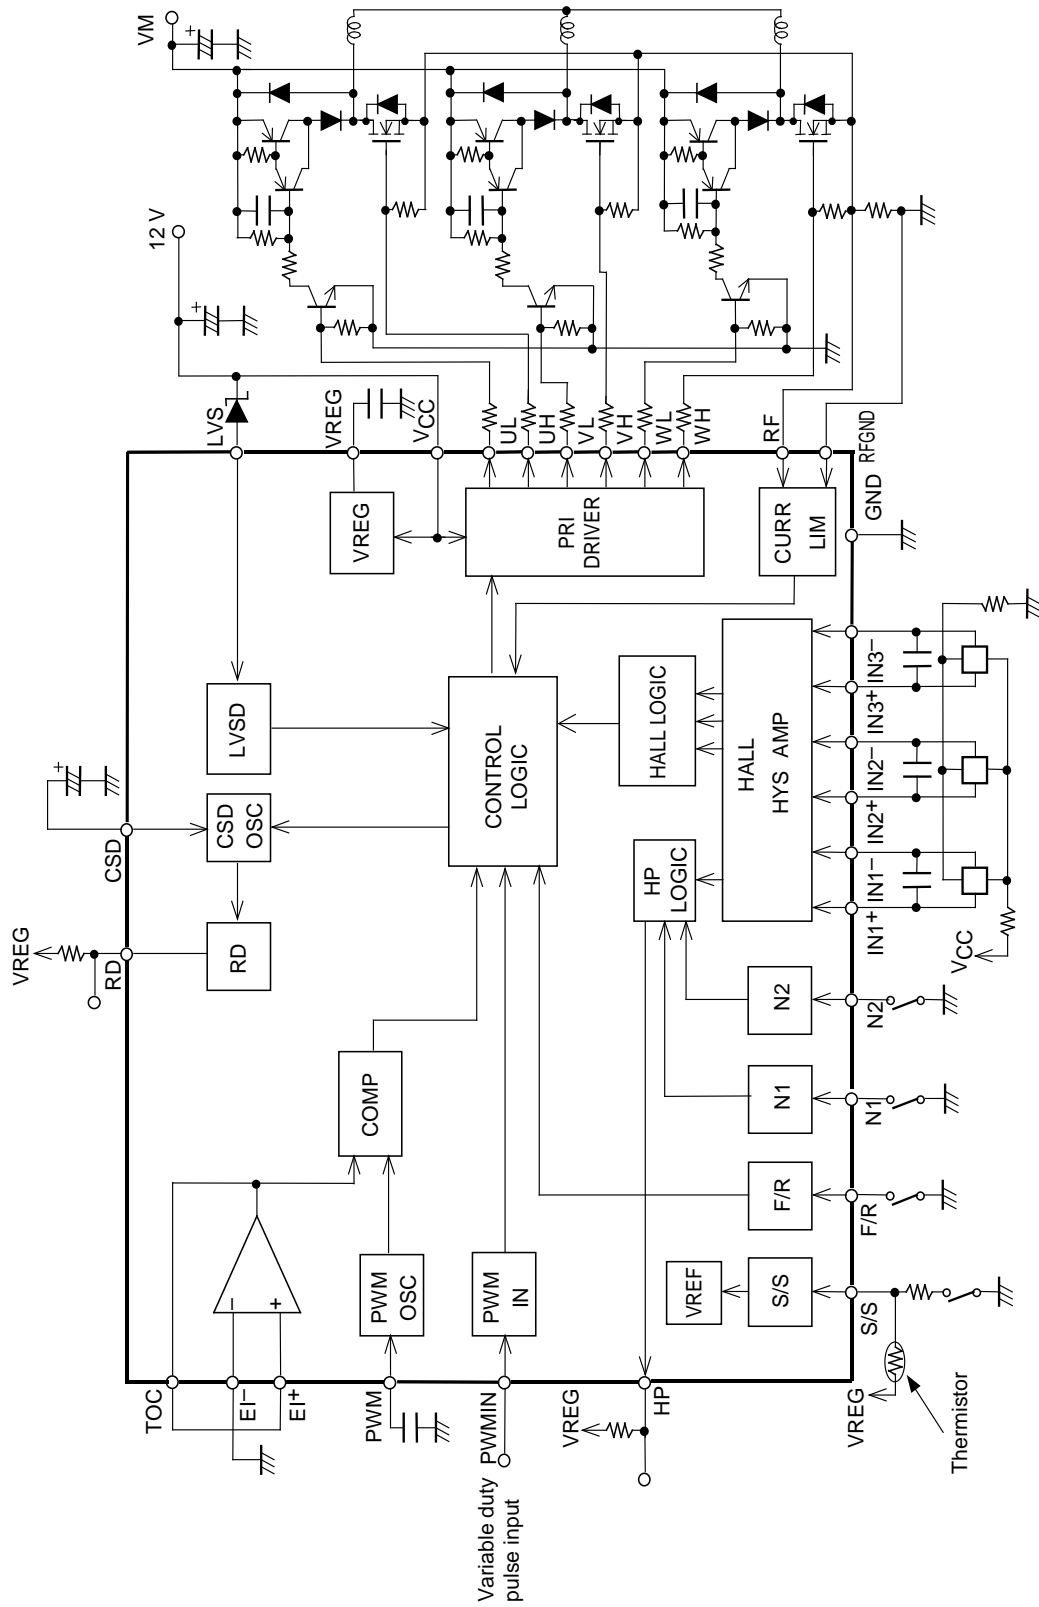 VREG
CSD
RD
TOC
EI−
EI+
PWM
PWMIN
Variable duty
pulse input
VREG
HP
LVSD
CSD
OSC
RD
COMP
−
+
PWM
OSC
PWM
IN
12 V
VM
+
+
+
LVS
VREG
VCC
UL
UH
VL
VH
WL
WH
RF
RFGND
GND
VREG
PRI
DRIVER
CURR
LIM
CONTROL
LOGIC
HALL LOGIC
HALL
HYS AMP
HP
LOGIC
N2
N1
F/R
S/S
VREF
IN3−
IN3+
IN2−
IN2+
IN1−
IN1+
VCC
N2
N1
F/R
S/S
VREG
Thermistor